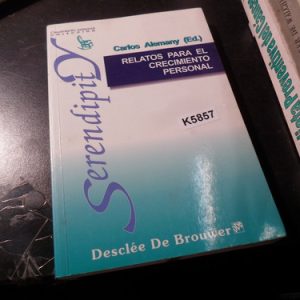 Carlos Alemany (Ed.)
RELATOS PARA EL
CRECIMIENTO
PERSONAL
Serendipity
K5857
Desclée De Brouwer